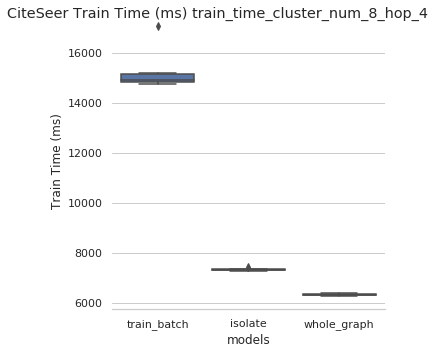 CiteSeer Train Time (ms) train_time_cluster_num_8_hop_4
16000
14000
12000
10000
8000
6000
Train Time (ms)
train_batch isolate whole_graph
models